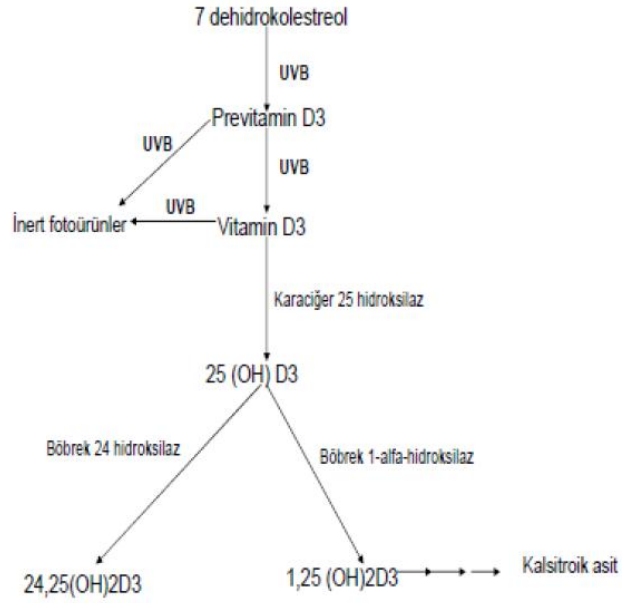 7 dehidrokolestreol
UVB
Previtamin D3
UVB
UVB
UVB
İnert fotoürünler
Vitamin D3
Karaciğer 25 hidroksilaz
25 (OH) D3
Böbrek 24 hidroksilaz
Böbrek 1-alfa-hidroksilaz
24,25(OH)2D3
1,25 (OH)2D3
Kalsitroik asit